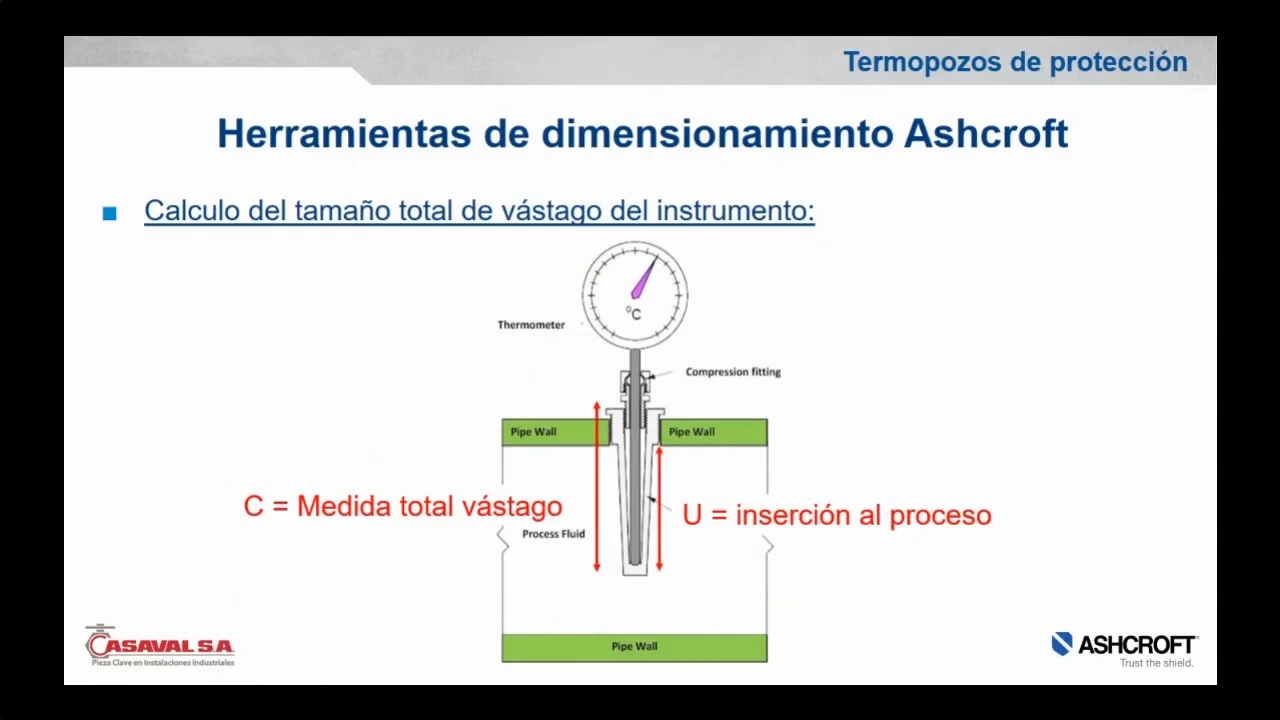 Termopozos de protección
Herramientas de dimensionamiento Ashcroft
Calculo del tamaño total de vástago del instrumento:
°C
Thermometer
Compression fitting
Pipe Wall
Pipe Wall
C = Medida total vástago
U = inserción al proceso
Process Fluid
Pipe Wall
CASAVAL S.A.
Pieza Clave en Instalaciones Industriales
ASHCROFT
Trust the shield.